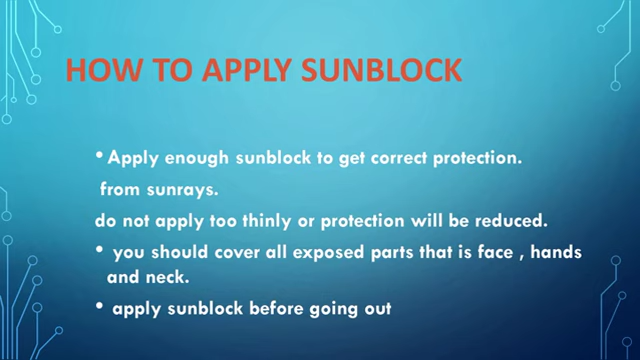 HOW TO APPLY SUNBLOCK
• Apply enough sunblock to get correct protection.
from sunrays.
do not apply too thinly or protection will be reduced.
• you should cover all exposed parts that is face , hands
and neck.
• apply sunblock before going out